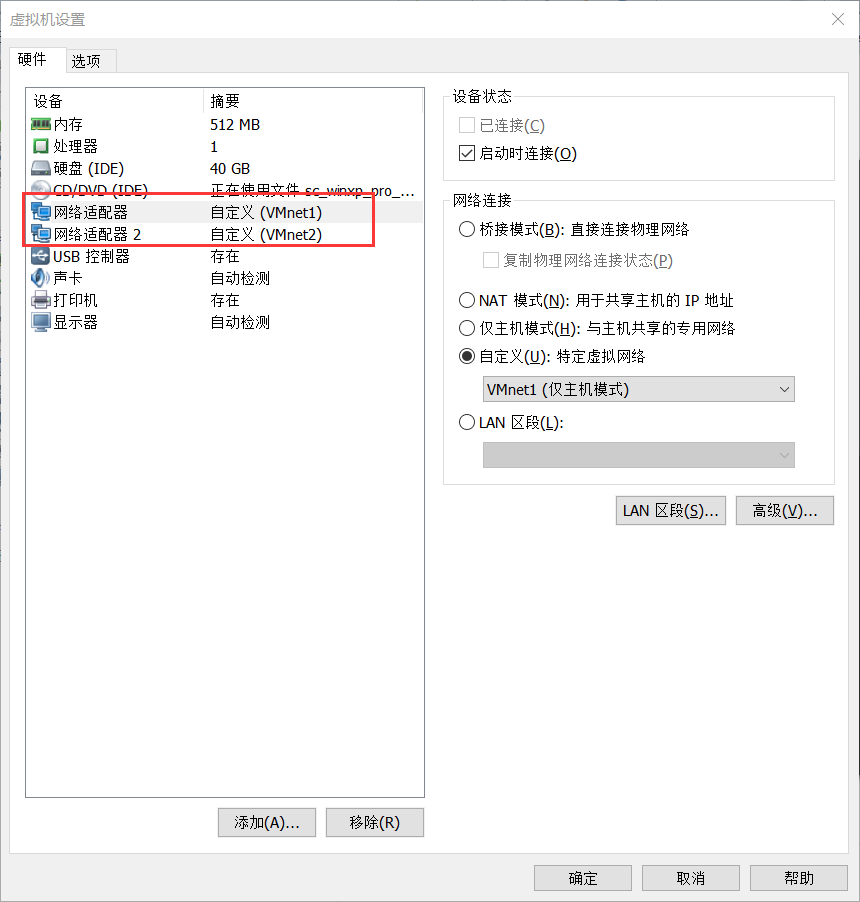 虚拟机设置
硬件 选项
设备 摘要
内存 512 MB
处理器 1
硬盘 (IDE) 40 GB
CD/DVD (IDE) 正在使用文件 sc_winxp_pro_...
网络适配器 自定义 (VMnet1)
网络适配器 2 自定义 (VMnet2)
USB 控制器 存在
声卡 自动检测
打印机 存在
显示器 自动检测
添加(A)... 移除(R)
设备状态
已连接(C)
启动时连接(O)
网络连接
桥接模式(B): 直接连接物理网络
复制物理网络连接状态(P)
NAT 模式(N): 用于共享主机的 IP 地址
仅主机模式(H): 与主机共享的专用网络
自定义(U): 特定虚拟网络
VMnet1 (仅主机模式)
LAN 区段(L):
LAN 区段(S)... 高级(V)...
确定 取消 帮助